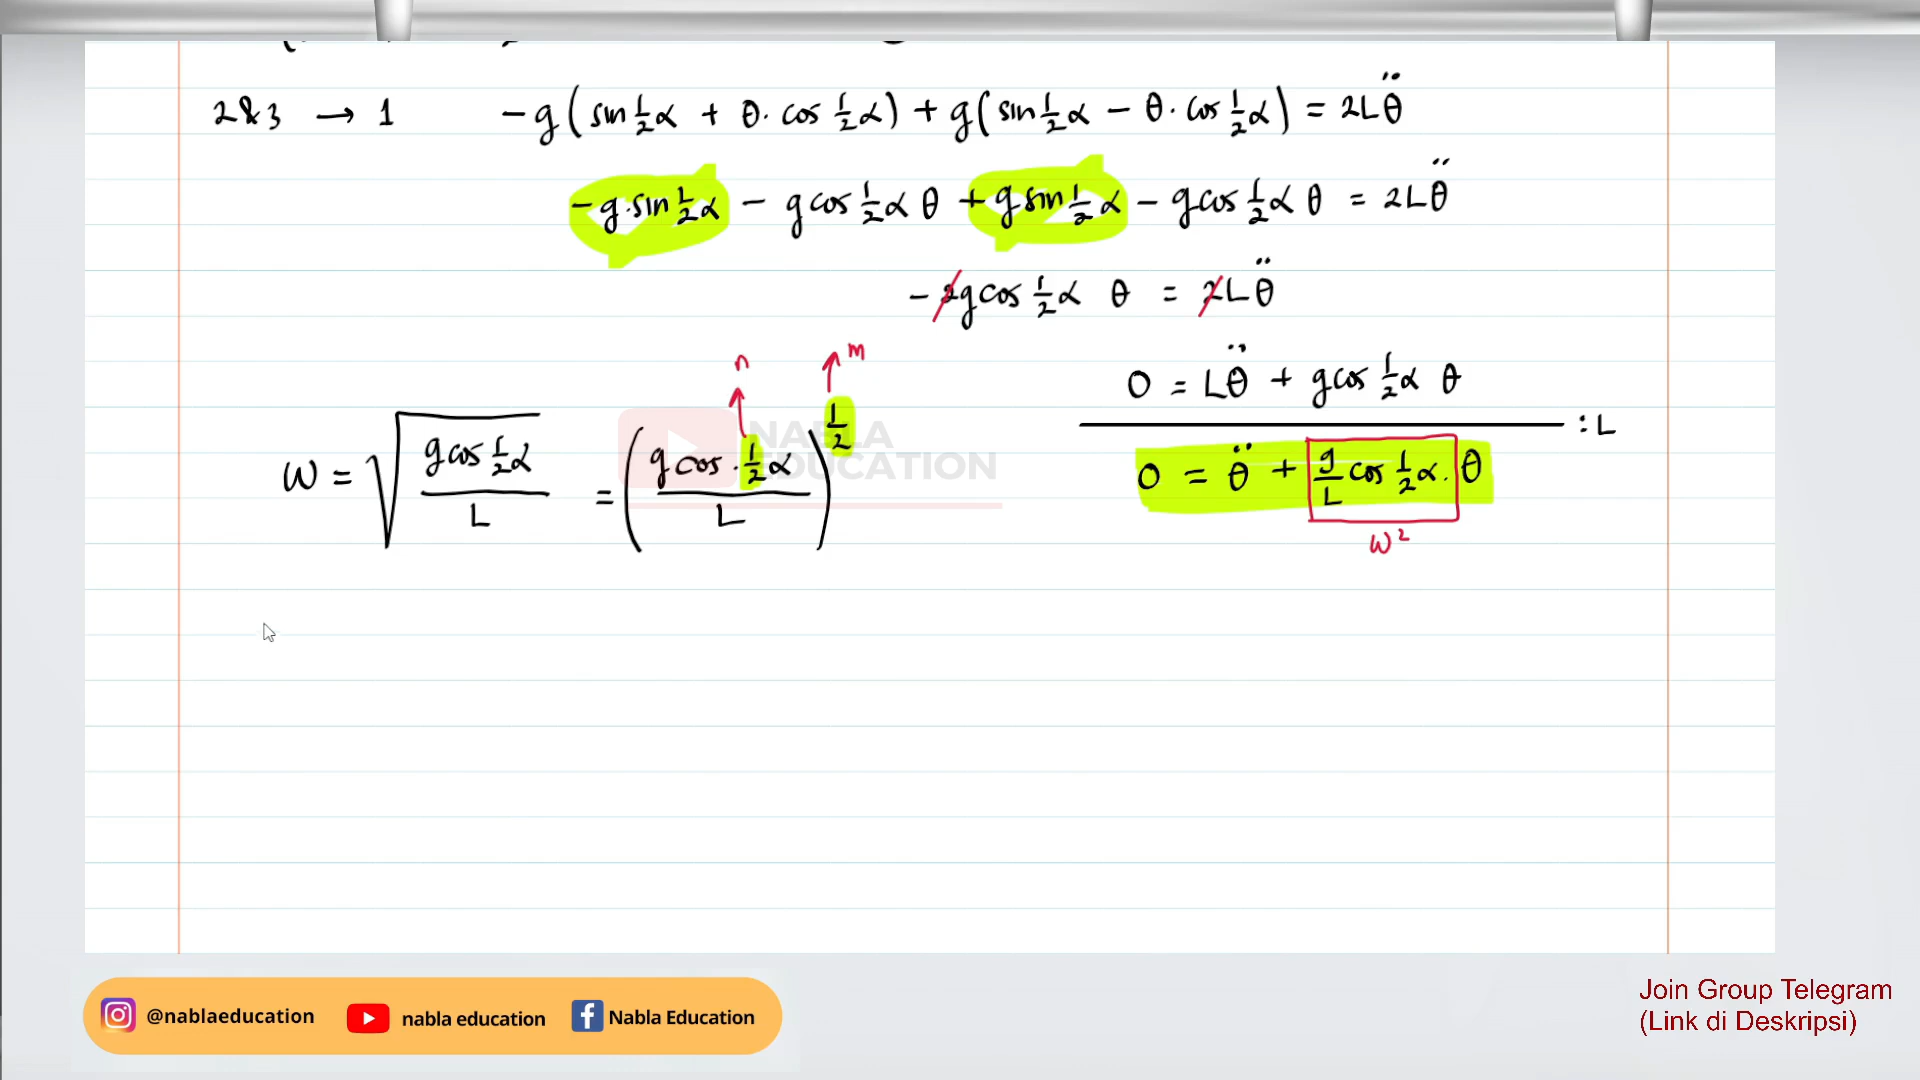 2&3 → 1 -g(sin ½α + θ. cos ½α) + g(sin ½α - θ. cos ½α) = 2Lθ̈
-g.sin ½α - g cos ½α θ + g sin ½α - g cos ½α θ = 2Lθ̈
-2g cos ½α θ = 2Lθ̈
n
m
0 = Lθ̈ + g cos ½α θ
: L
ω = √(g cos ½α / L) = (g cos. ½α / L)^½
0 = θ̈ + g/L cos ½α. θ
ω²
NABLA
EDUCATION
@nablaeducation nabla education Nabla Education
Join Group Telegram
(Link di Deskripsi)